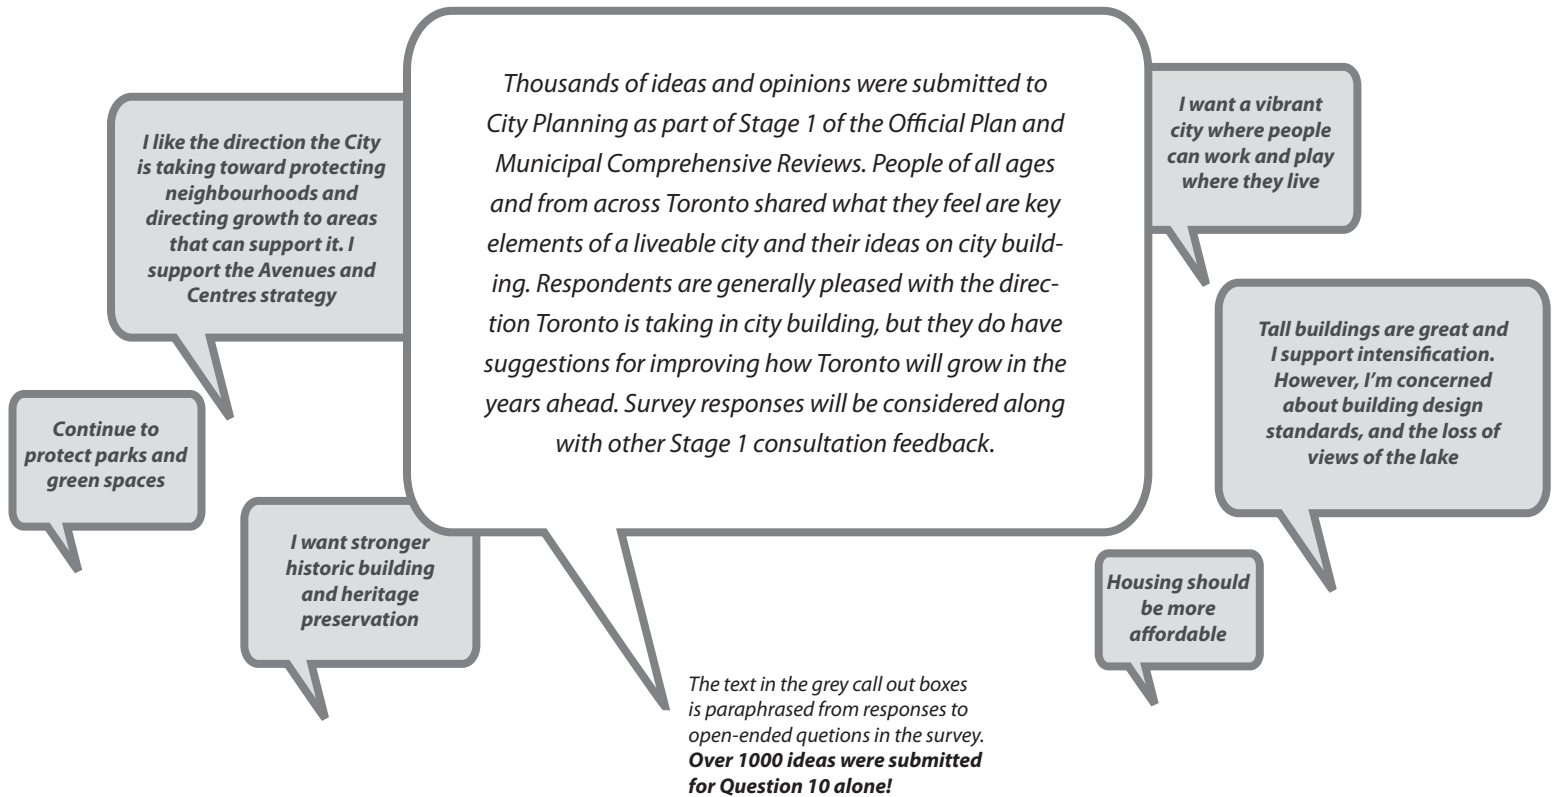 Thousands of ideas and opinions were submitted to
City Planning as part of Stage 1 of the Official Plan and
Municipal Comprehensive Reviews. People of all ages
and from across Toronto shared what they feel are key
elements of a liveable city and their ideas on city build-
ing. Respondents are generally pleased with the direc-
tion Toronto is taking in city building, but they do have
suggestions for improving how Toronto will grow in the
years ahead. Survey responses will be considered along
with other Stage 1 consultation feedback.
I like the direction the City
is taking toward protecting
neighbourhoods and
directing growth to areas
that can support it. I
support the Avenues and
Centres strategy
Continue to
protect parks and
green spaces
I want stronger
historic building
and heritage
preservation
I want a vibrant
city where people
can work and play
where they live
Tall buildings are great and
I support intensification.
However, I'm concerned
about building design
standards, and the loss of
views of the lake
Housing should
be more
affordable
The text in the grey call out boxes
is paraphrased from responses to
open-ended quetions in the survey.
Over 1000 ideas were submitted
for Question 10 alone!